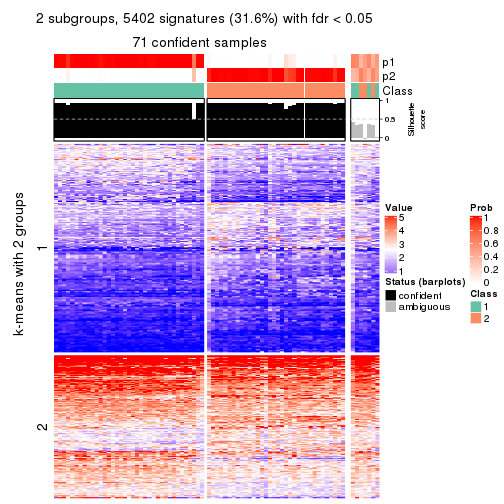 2 subgroups, 5402 signatures (31.6%) with fdr < 0.05
71 confident samples
p1
p2
Class
1
0.5
0
Silhouette
score
k-means with 2 groups
1
2
Value
5
4
3
2
1
Status (barplots)
confident
ambiguous
Prob
1
0.8
0.6
0.4
0.2
0
Class
1
2